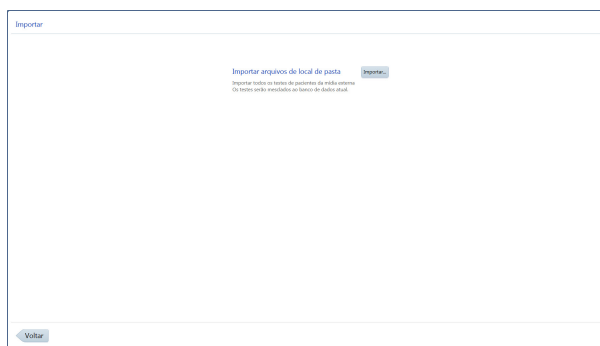 Importar
Importar arquivos de local de pasta
Importar...
Importar todos os testes de pacientes da mídia externa
Os testes serão mesclados ao banco de dados atual.
Voltar